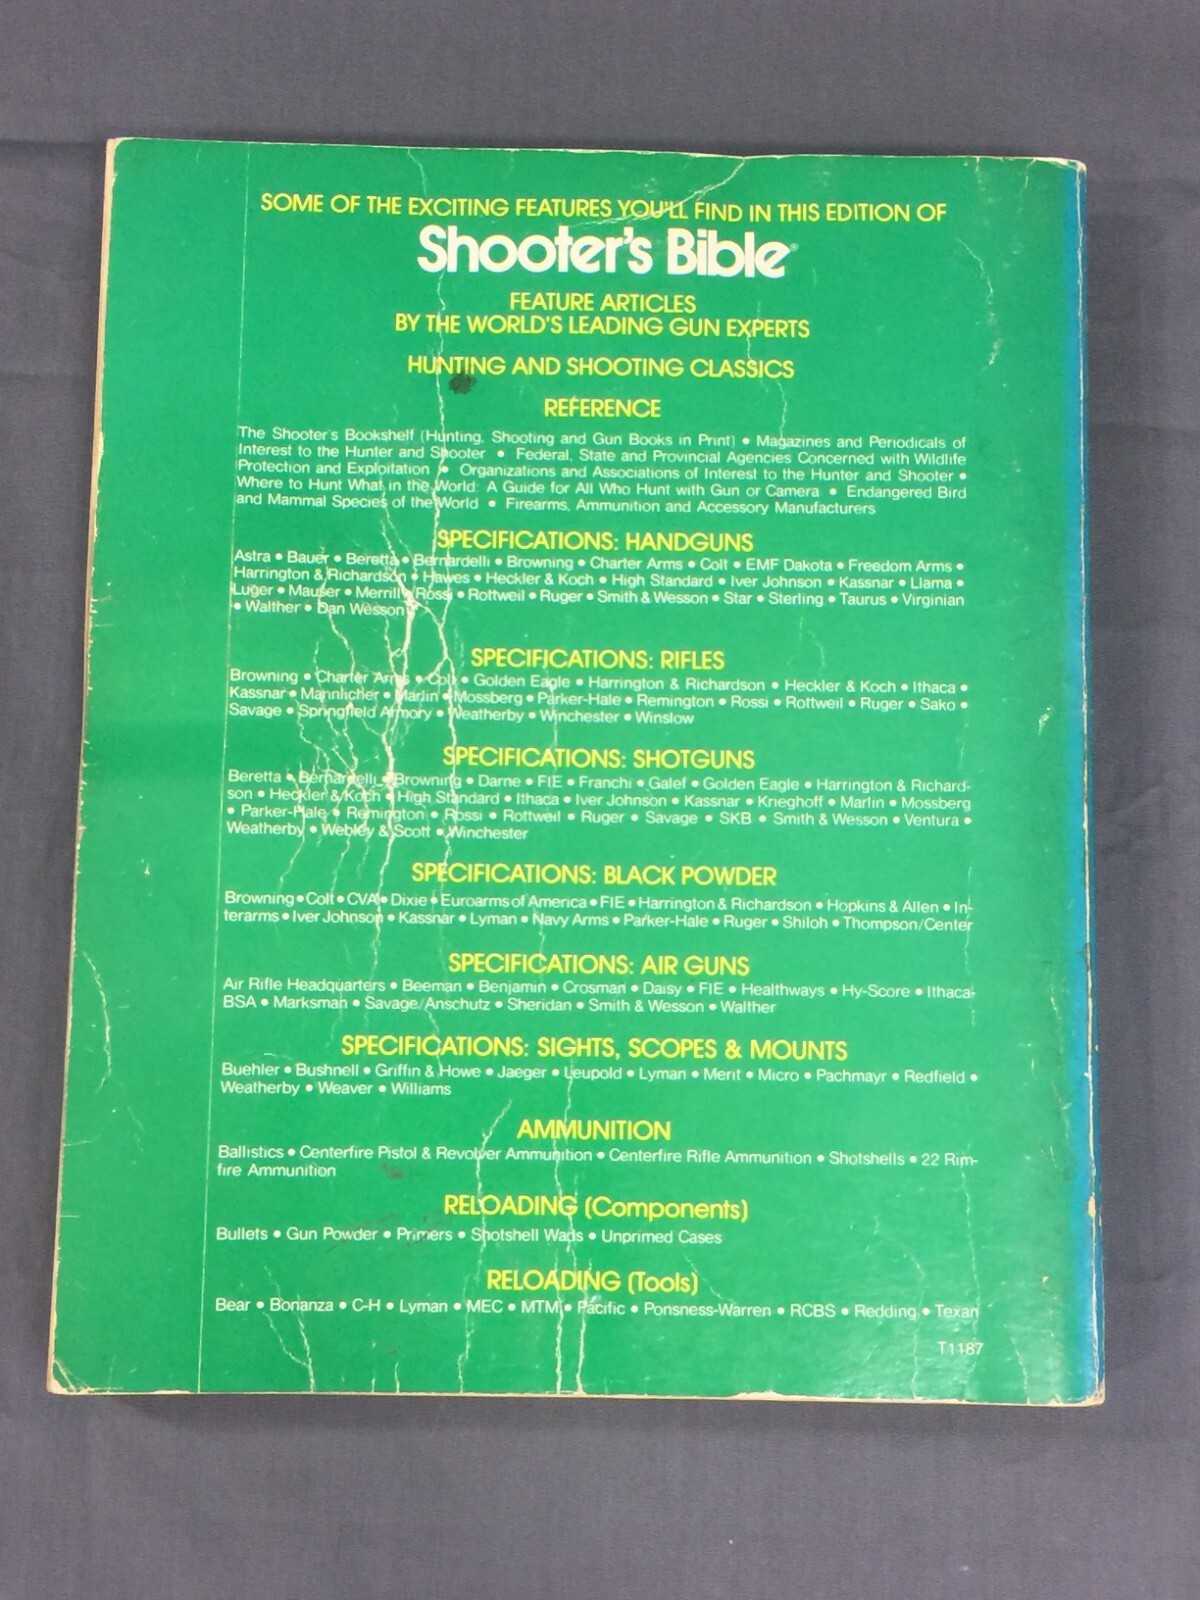 SOME OF THE EXCITING FEATURES YOU'LL FIND IN THIS EDITION OF
Shooter's Bible®
FEATURE ARTICLES
BY THE WORLD'S LEADING GUN EXPERTS
HUNTING AND SHOOTING CLASSICS
REFERENCE
The Shooter's Bookshelf (Hunting, Shooting and Gun Books in Print) • Magazines and Periodicals of
Interest to the Hunter and Shooter • Federal, State and Provincial Agencies Concerned with Wildlife
Protection and Exploitation • Organizations and Associations of Interest to the Hunter and Shooter •
Where to Hunt What in the World: A Guide for All Who Hunt with Gun or Camera • Endangered Bird
and Mammal Species of the World • Firearms, Ammunition and Accessory Manufacturers
SPECIFICATIONS: HANDGUNS
Astra • Bauer • Beretta • Bernardelli • Browning • Charter Arms • Colt • EMF Dakota • Freedom Arms •
Harrington & Richardson • Hawes • Heckler & Koch • High Standard • Iver Johnson • Kassnar • Llama •
Luger • Mauser • Merrill • Rossi • Rottweil • Ruger • Smith & Wesson • Star • Sterling • Taurus • Virginian
• Walther • Dan Wesson
SPECIFICATIONS: RIFLES
Browning • Charter Arms • Colt • Golden Eagle • Harrington & Richardson • Heckler & Koch • Ithaca •
Kassnar • Mannlicher • Marlin • Mossberg • Parker-Hale • Remington • Rossi • Rottweil • Ruger • Sako •
Savage • Springfield Armory • Weatherby • Winchester • Winslow
SPECIFICATIONS: SHOTGUNS
Beretta • Bernardelli • Browning • Darne • FIE • Franchi • Galef • Golden Eagle • Harrington & Richard-
son • Heckler & Koch • High Standard • Ithaca • Iver Johnson • Kassnar • Krieghoff • Marlin • Mossberg
• Parker-Hale • Remington • Rossi • Rottweil • Ruger • Savage • SKB • Smith & Wesson • Ventura •
Weatherby • Webley & Scott • Winchester
SPECIFICATIONS: BLACK POWDER
Browning • Colt • CVA • Dixie • Euroarms of America • FIE • Harrington & Richardson • Hopkins & Allen • In-
terarms • Iver Johnson • Kassnar • Lyman • Navy Arms • Parker-Hale • Ruger • Shiloh • Thompson/Center
SPECIFICATIONS: AIR GUNS
Air Rifle Headquarters • Beeman • Benjamin • Crosman • Daisy • FIE • Healthways • Hy-Score • Ithaca-
BSA • Marksman • Savage/Anschutz • Sheridan • Smith & Wesson • Walther
SPECIFICATIONS: SIGHTS, SCOPES & MOUNTS
Buehler • Bushnell • Griffin & Howe • Jaeger • Leupold • Lyman • Merit • Micro • Pachmayr • Redfield •
Weatherby • Weaver • Williams
AMMUNITION
Ballistics • Centerfire Pistol & Revolver Ammunition • Centerfire Rifle Ammunition • Shotshells • 22 Rim-
fire Ammunition
RELOADING (Components)
Bullets • Gun Powder • Primers • Shotshell Wads • Unprimed Cases
RELOADING (Tools)
Bear • Bonanza • C-H • Lyman • MEC • MTM • Pacific • Ponsness-Warren • RCBS • Redding • Texan
T1187